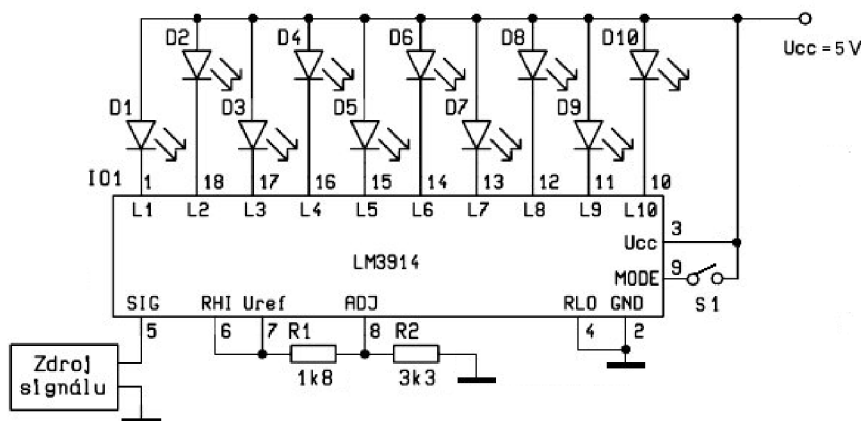 D2 D4 D6 D8 D10
Ucc = 5 V
D1 D3 D5 D7 D9
IO1 1 18 17 16 15 14 13 12 11 10
L1 L2 L3 L4 L5 L6 L7 L8 L9 L10
Ucc 3
LM3914
MODE 9
S1
SIG RHI Uref ADJ RLO GND
5 6 7 R1 8 R2 4 2
1k8 3k3
Zdroj
signálu